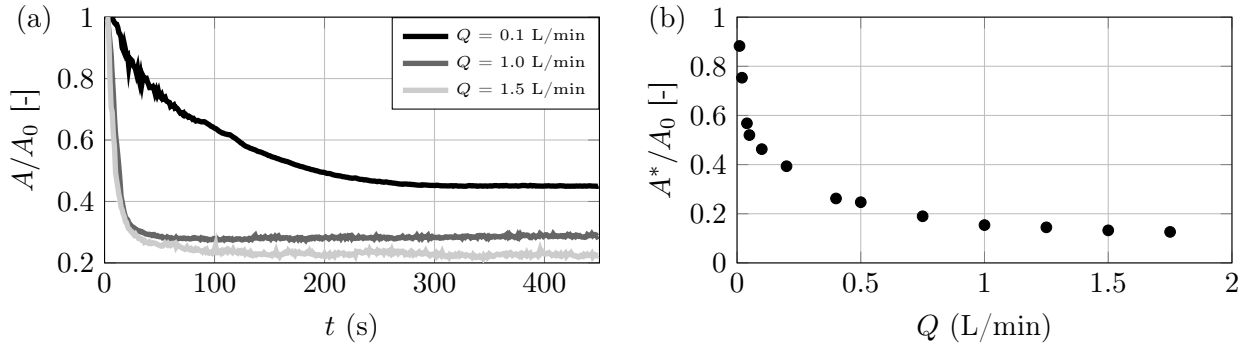 (a)
A/A₀ [-]
1
0.8
0.6
0.4
0.2
0
100
200
300
400
t (s)
Q = 0.1 L/min
Q = 1.0 L/min
Q = 1.5 L/min
(b)
A*/A₀ [-]
1
0.8
0.6
0.4
0.2
0
0
0.5
1
1.5
2
Q (L/min)